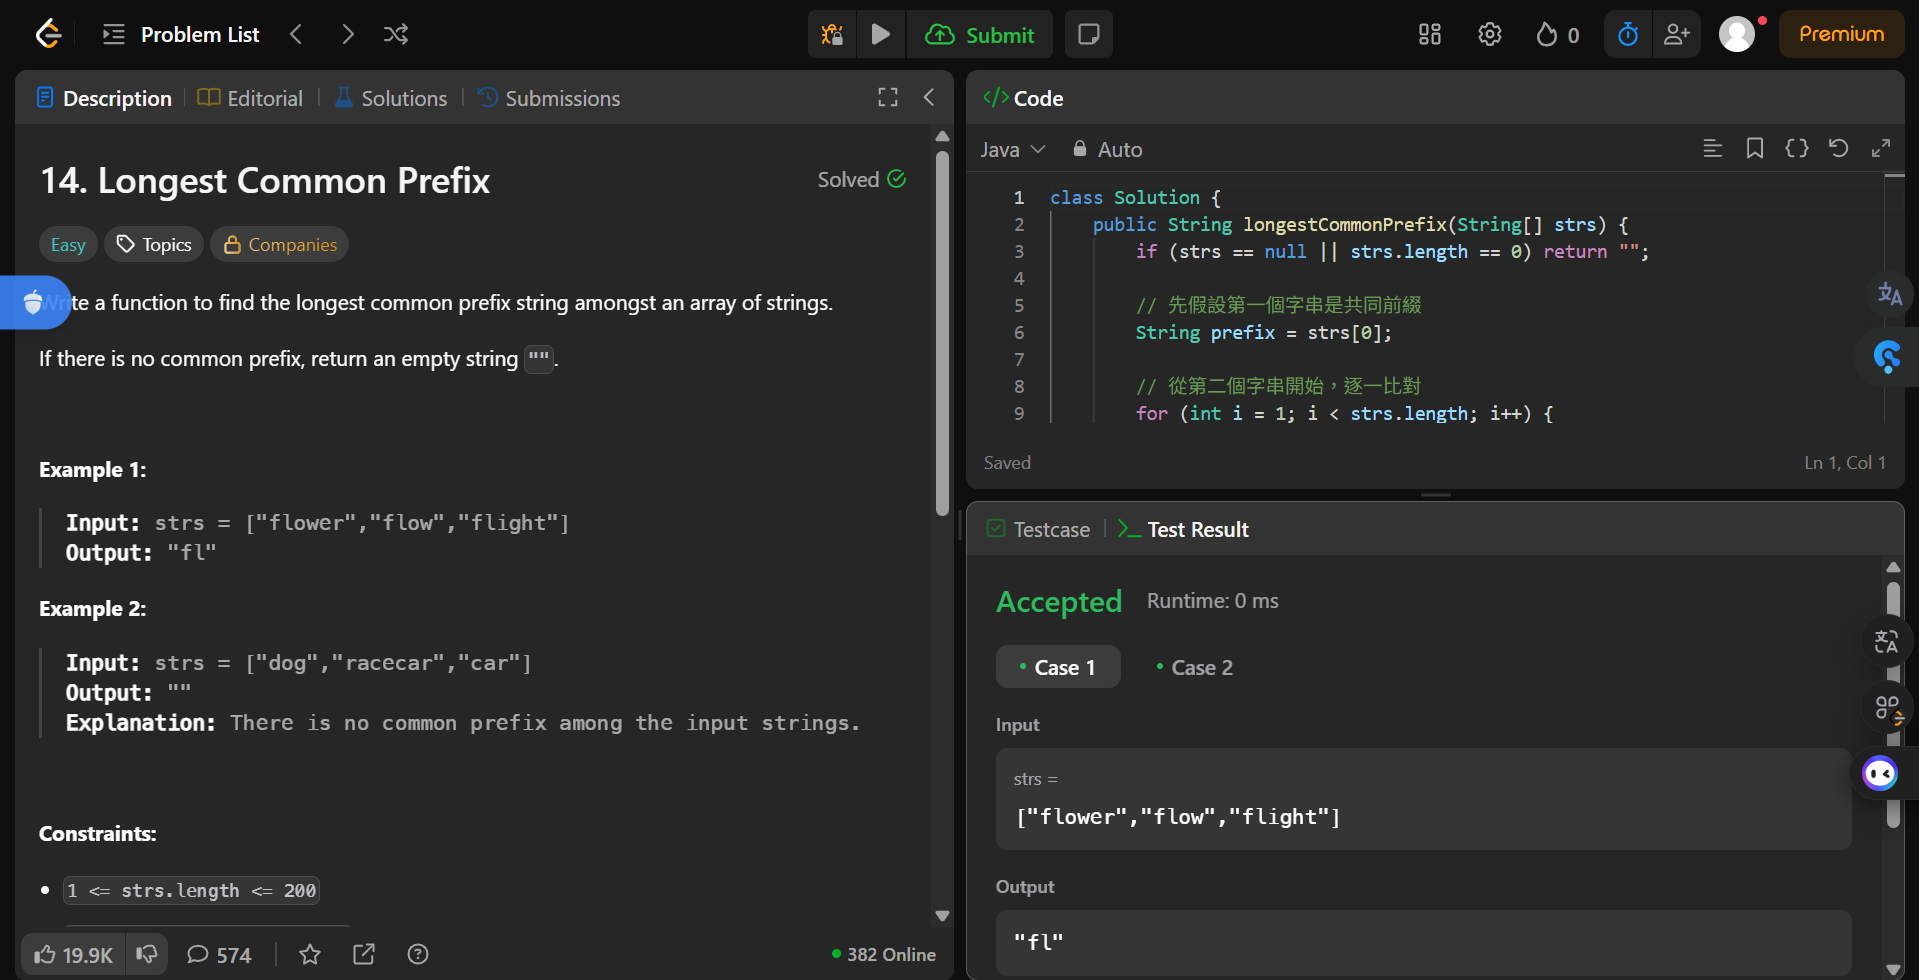 Problem List
Submit
0
Premium
Description
Editorial
Solutions
Submissions
14. Longest Common Prefix
Solved
Easy
Topics
Companies
Write a function to find the longest common prefix string amongst an array of strings.
If there is no common prefix, return an empty string "".
Example 1:
Input: strs = ["flower","flow","flight"]
Output: "fl"
Example 2:
Input: strs = ["dog","racecar","car"]
Output: ""
Explanation: There is no common prefix among the input strings.
Constraints:
1 <= strs.length <= 200
19.9K
574
382 Online
</> Code
Java
Auto
1 class Solution {
2 public String longestCommonPrefix(String[] strs) {
3 if (strs == null || strs.length == 0) return "";
4
5 // 先假設第一個字串是共同前綴
6 String prefix = strs[0];
7
8 // 從第二個字串開始，逐一比對
9 for (int i = 1; i < strs.length; i++) {
Saved
Ln 1, Col 1
Testcase
Test Result
Accepted
Runtime: 0 ms
Case 1
Case 2
Input
strs =
["flower","flow","flight"]
Output
"fl"